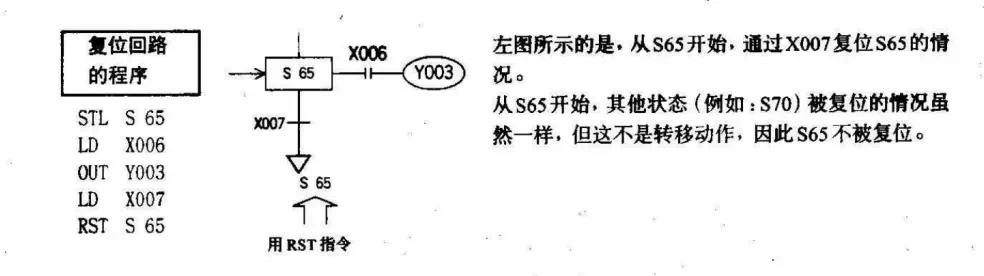 复位回路
的程序
STL S 65
LD X006
OUT Y003
LD X007
RST S 65
X006
S 65
Y003
X007
S 65
用RST指令
左图所示的是，从S65开始，通过X007复位S65的情
况。
从S65开始，其他状态（例如：S70）被复位的情况虽
然一样，但这不是转移动作，因此S65不被复位。